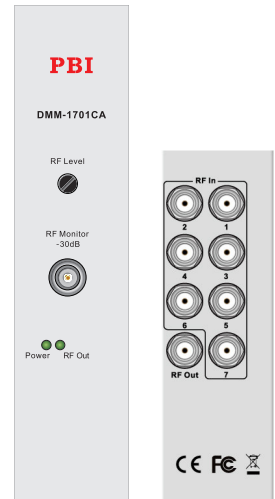 PBI
DMM-1701CA
RF Level
RF Monitor
-30dB
Power RF Out
RF In
2 1
4 3
6 5
RF Out 7
CE FC